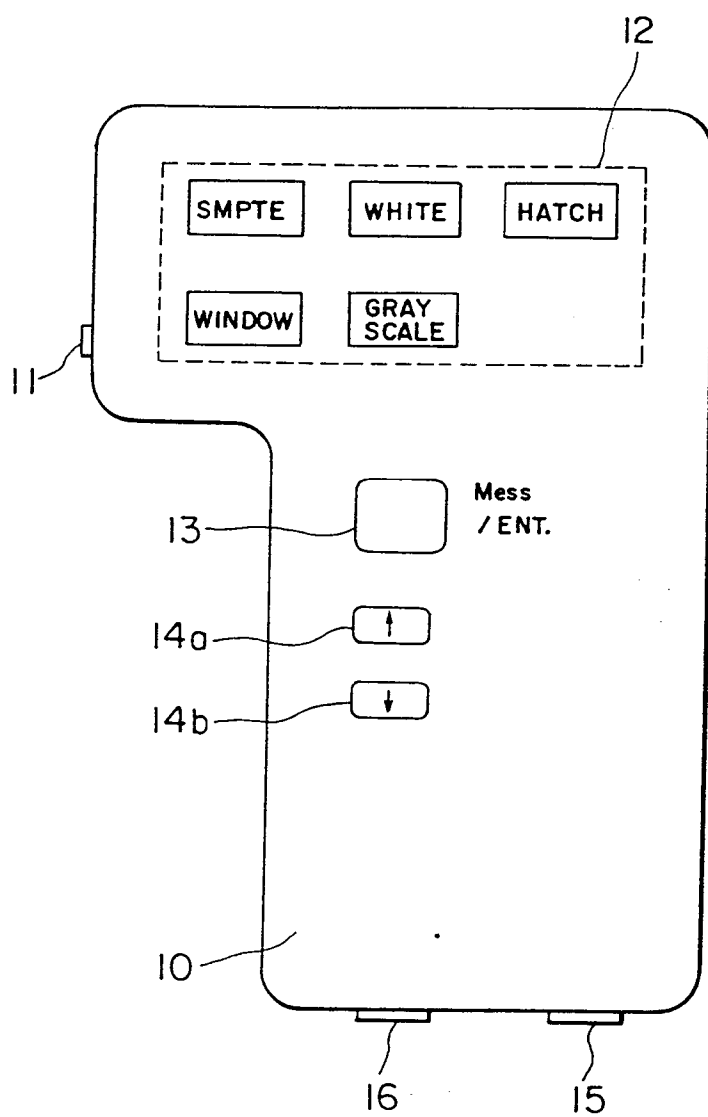 12
SMPTE WHITE HATCH
WINDOW GRAY SCALE
11
Mess
/ENT.
13
14a ↑
14b ↓
10
16 15